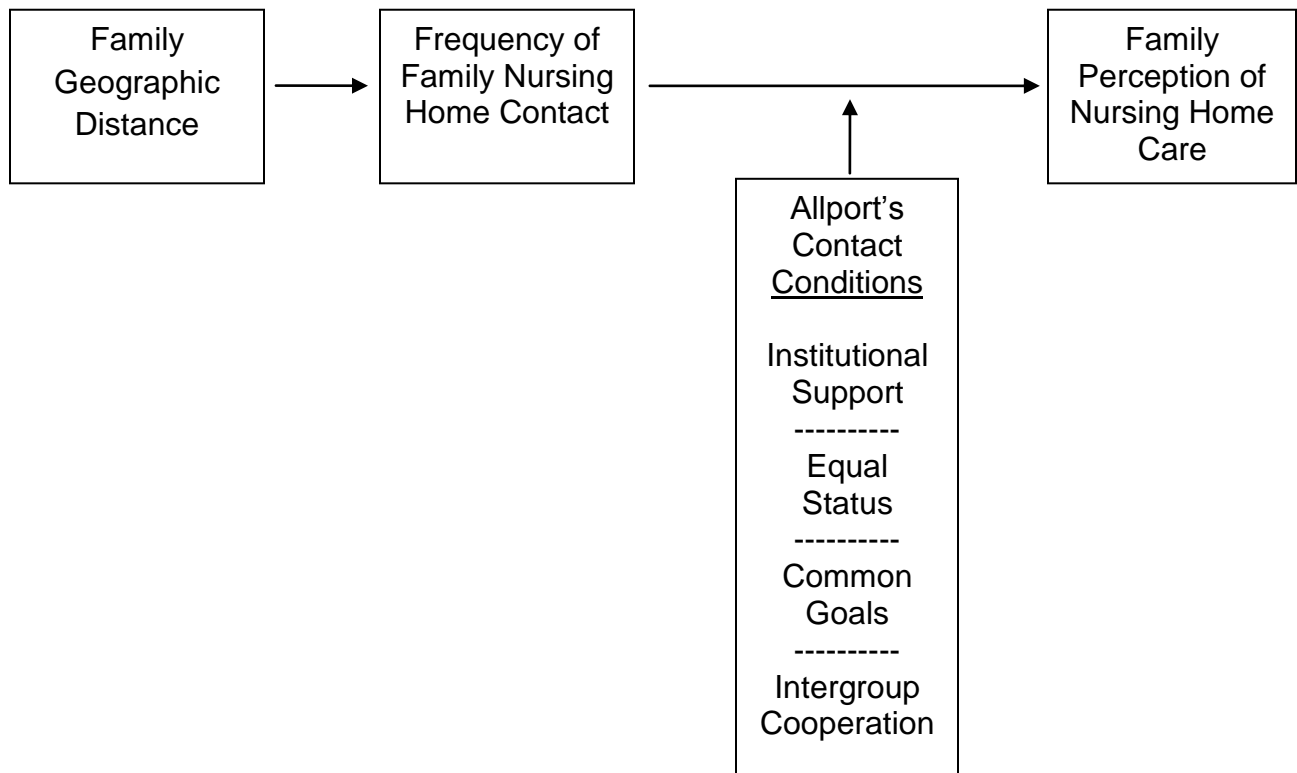 Family
Geographic
Distance
Frequency of
Family Nursing
Home Contact
Family
Perception of
Nursing Home
Care
Allport’s
Contact
Conditions
Institutional
Support
----------
Equal
Status
----------
Common
Goals
----------
Intergroup
Cooperation